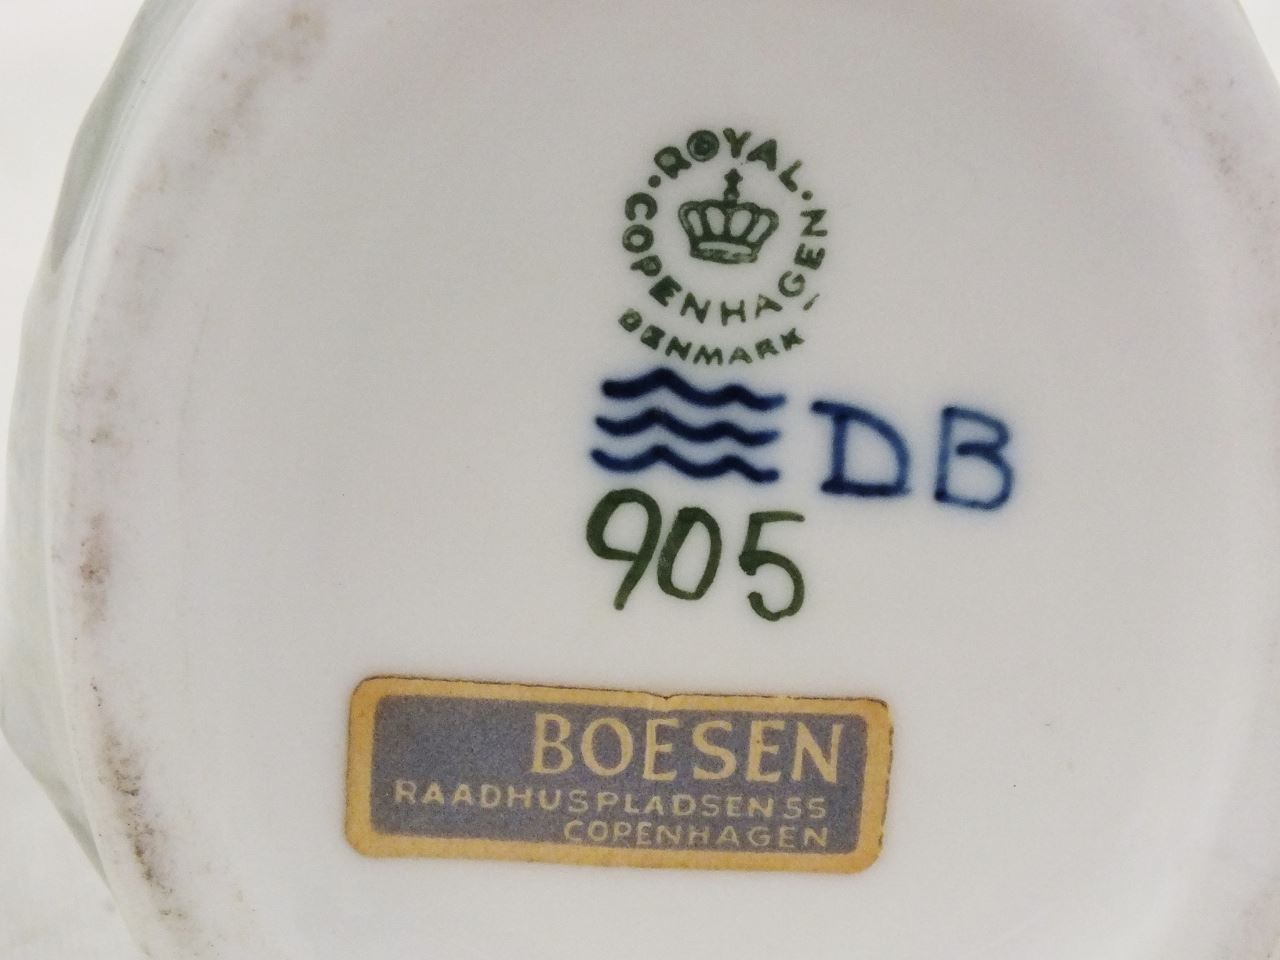 ROYAL
COPENHAGEN
DENMARK
DB
905
BOESEN
RAADHUSPLADSEN 55
COPENHAGEN